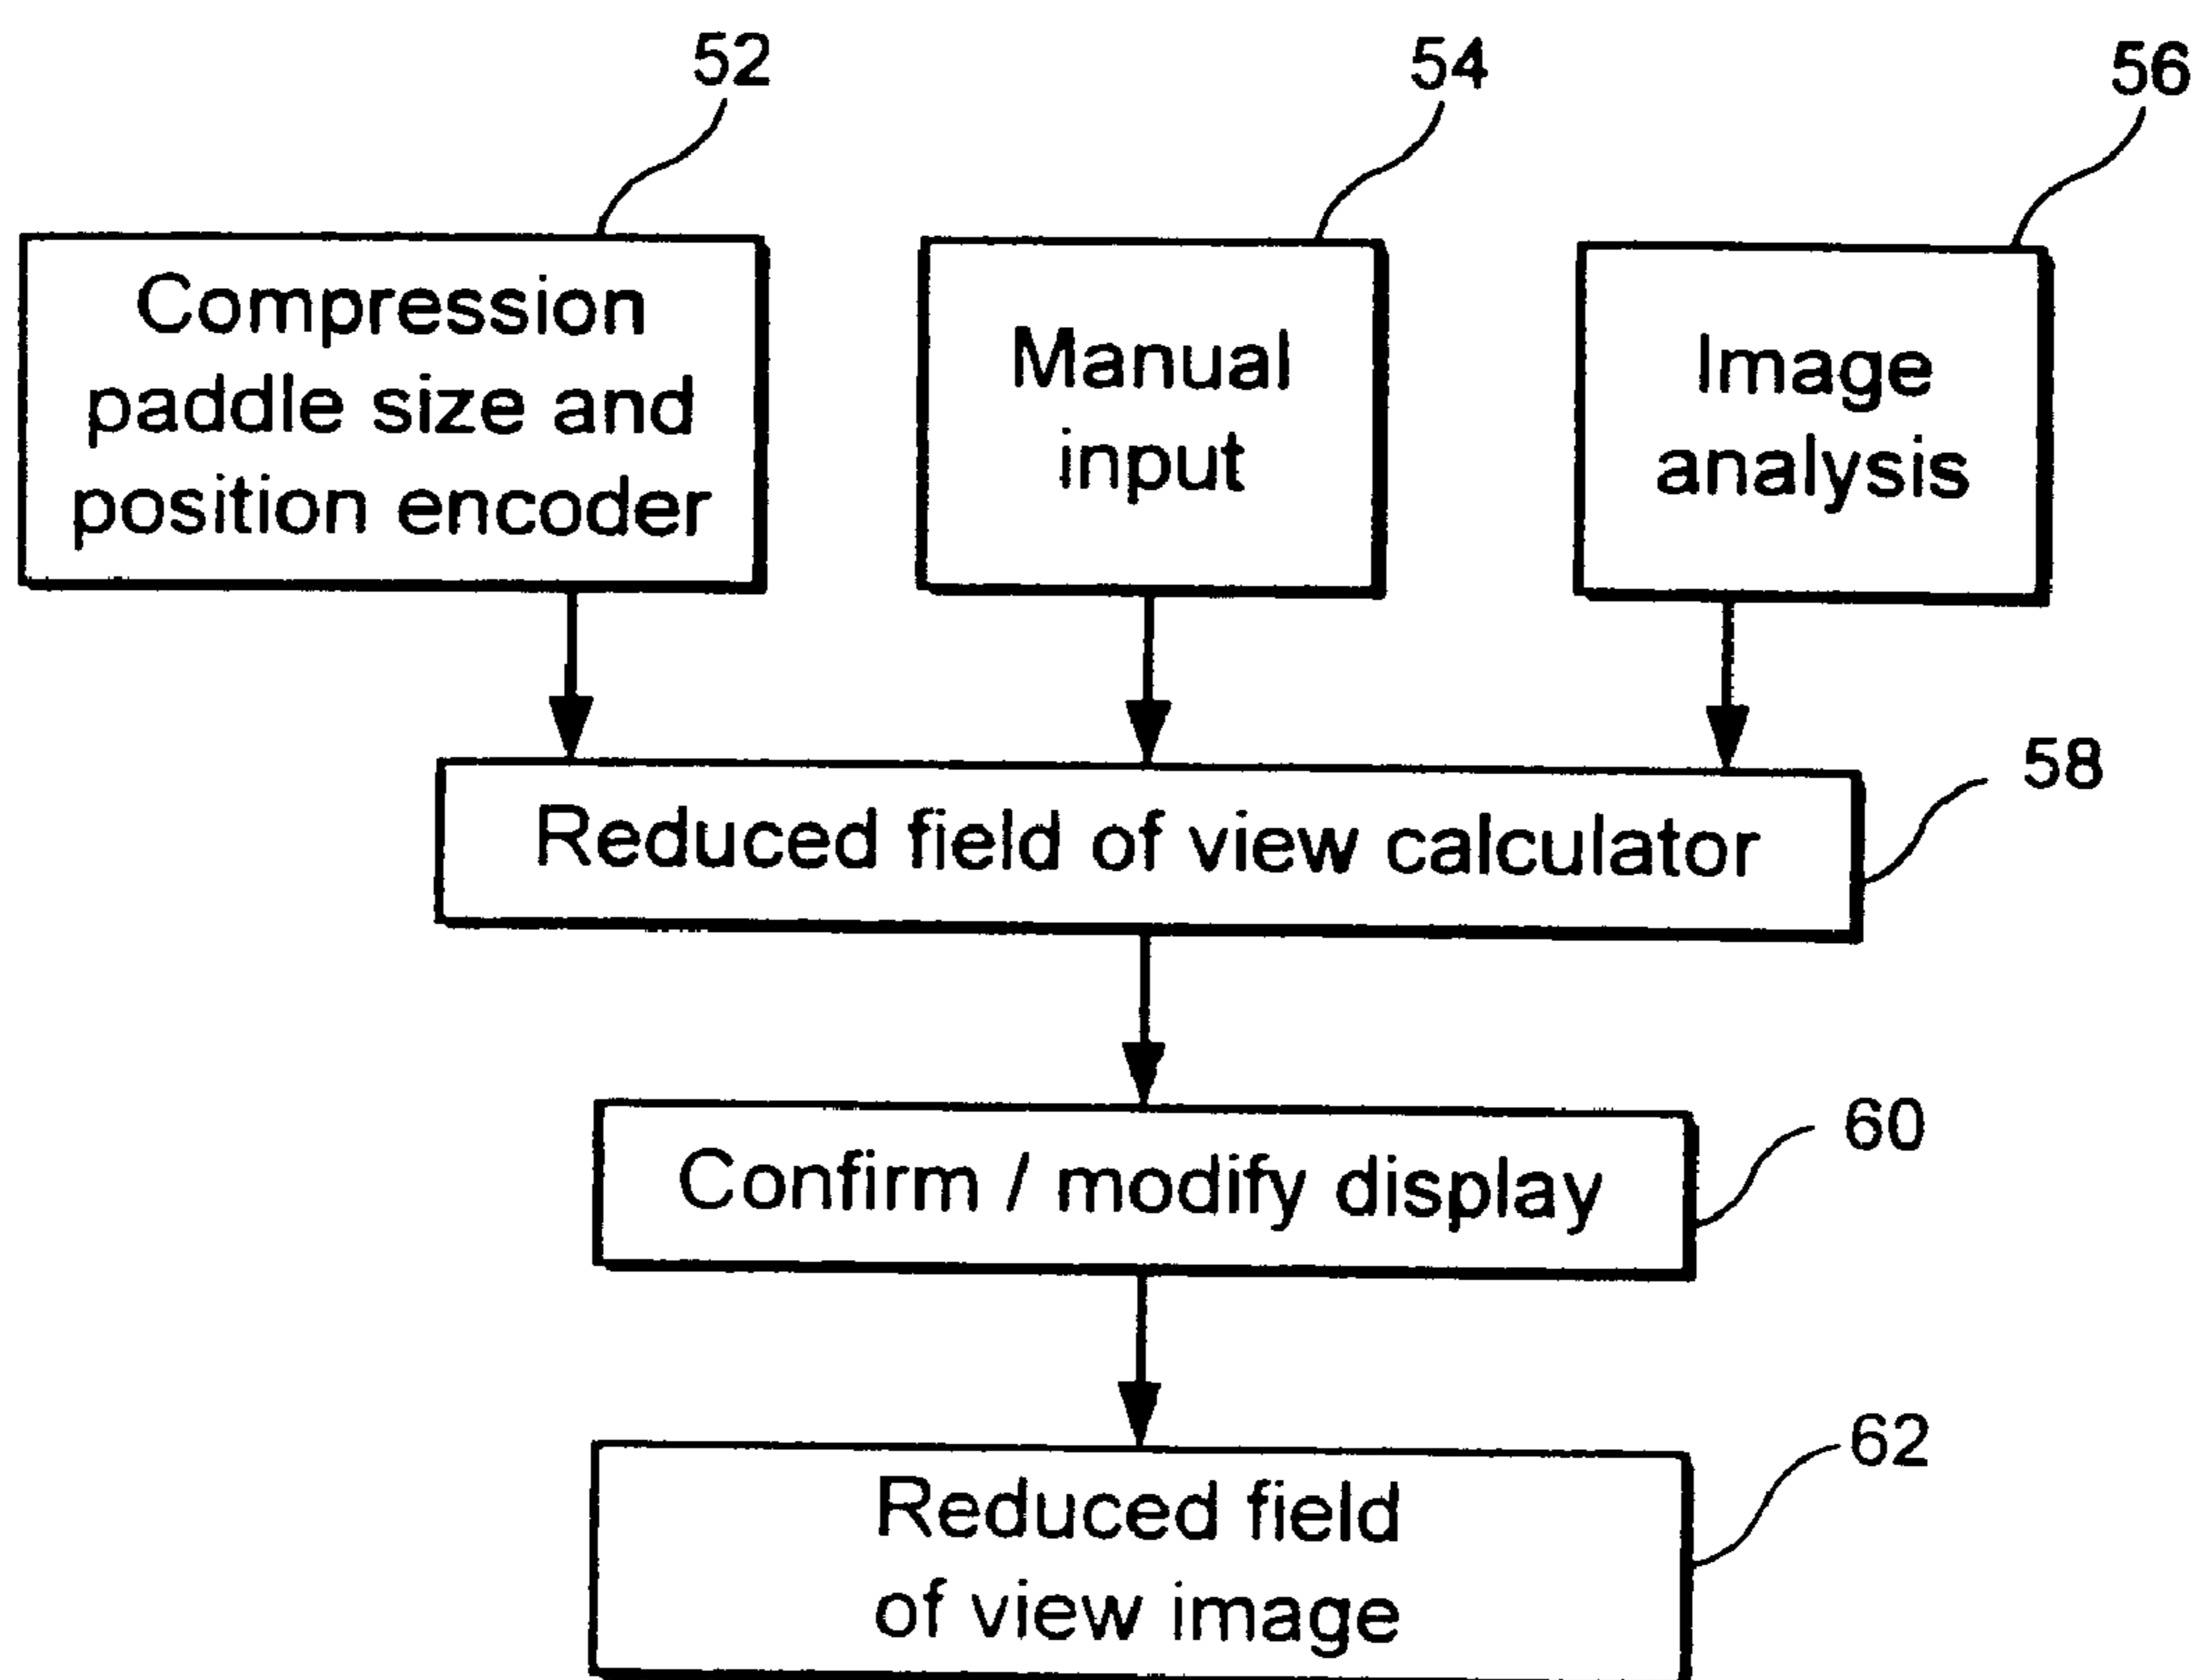 52
54
56
Compression
paddle size and
position encoder
Manual
input
Image
analysis
58
Reduced field of view calculator
60
Confirm / modify display
62
Reduced field
of view image